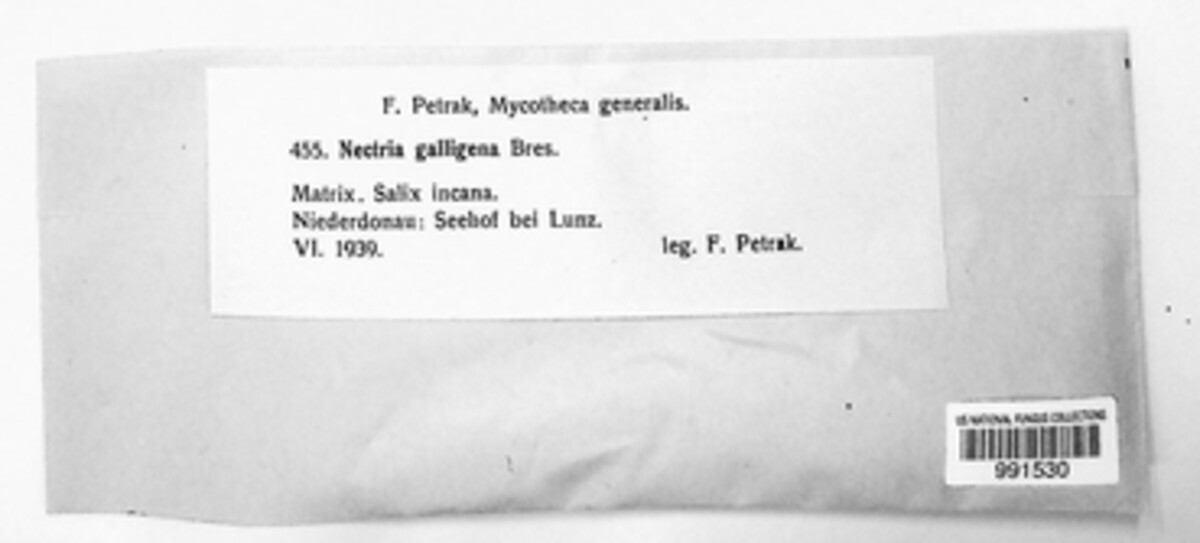 F. Petrak, Mycotheca generalis.
455. Nectria galligena Bres.
Matrix. Salix incana.
Niederdonau: Seehof bei Lunz.
VI. 1939. leg. F. Petrak.
US NATIONAL FUNGUS COLLECTIONS
991530